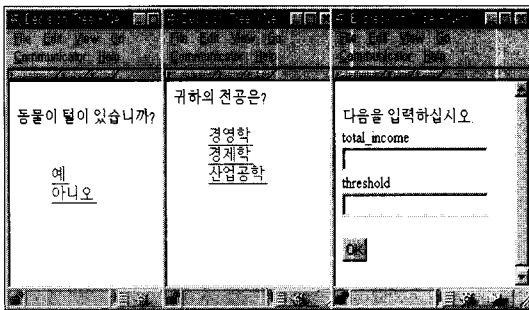 File Edit View Go
Communicator Help
동물이 털이 있습니까?
예
아니오
File Edit View Go
Communicator Help
귀하의 전공은?
경영학
경제학
산업공학
File Edit View Go
Communicator Help
다음을 입력하십시오.
total_income
threshold
OK